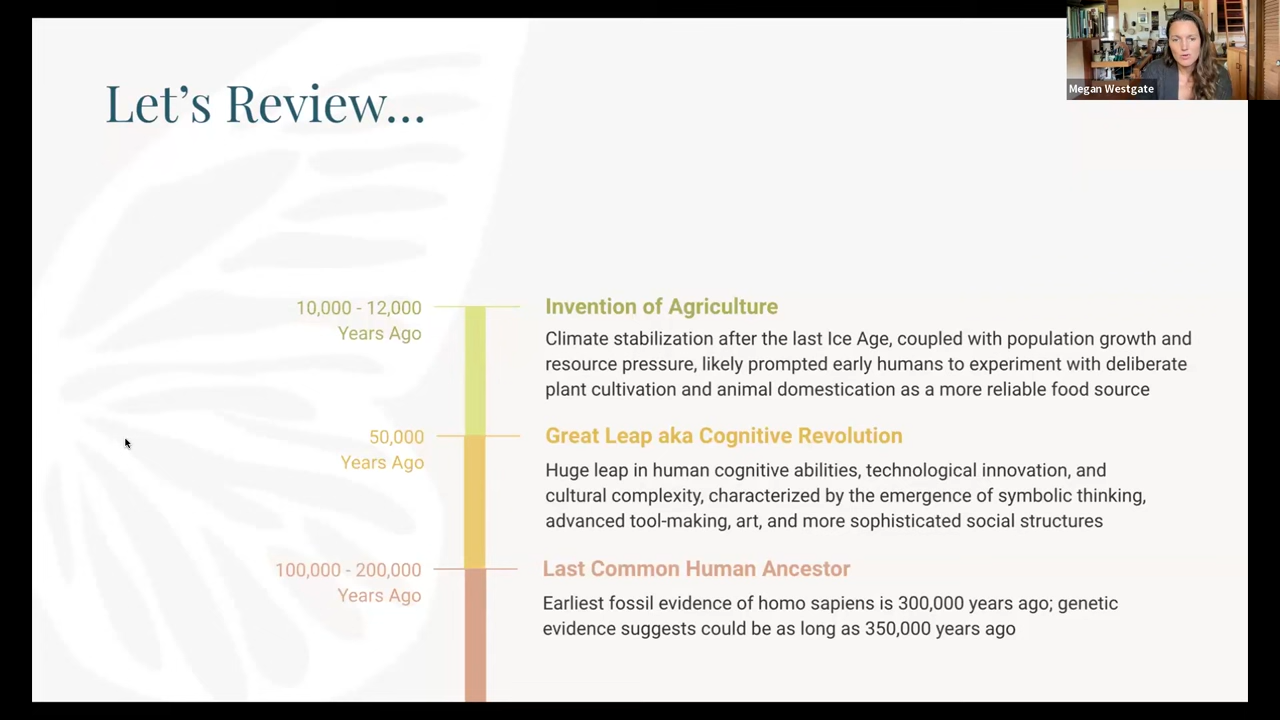 Megan Westgate
Let’s Review...
10,000 - 12,000
Years Ago
Invention of Agriculture
Climate stabilization after the last Ice Age, coupled with population growth and
resource pressure, likely prompted early humans to experiment with deliberate
plant cultivation and animal domestication as a more reliable food source
50,000
Years Ago
Great Leap aka Cognitive Revolution
Huge leap in human cognitive abilities, technological innovation, and
cultural complexity, characterized by the emergence of symbolic thinking,
advanced tool-making, art, and more sophisticated social structures
100,000 - 200,000
Years Ago
Last Common Human Ancestor
Earliest fossil evidence of homo sapiens is 300,000 years ago; genetic
evidence suggests could be as long as 350,000 years ago